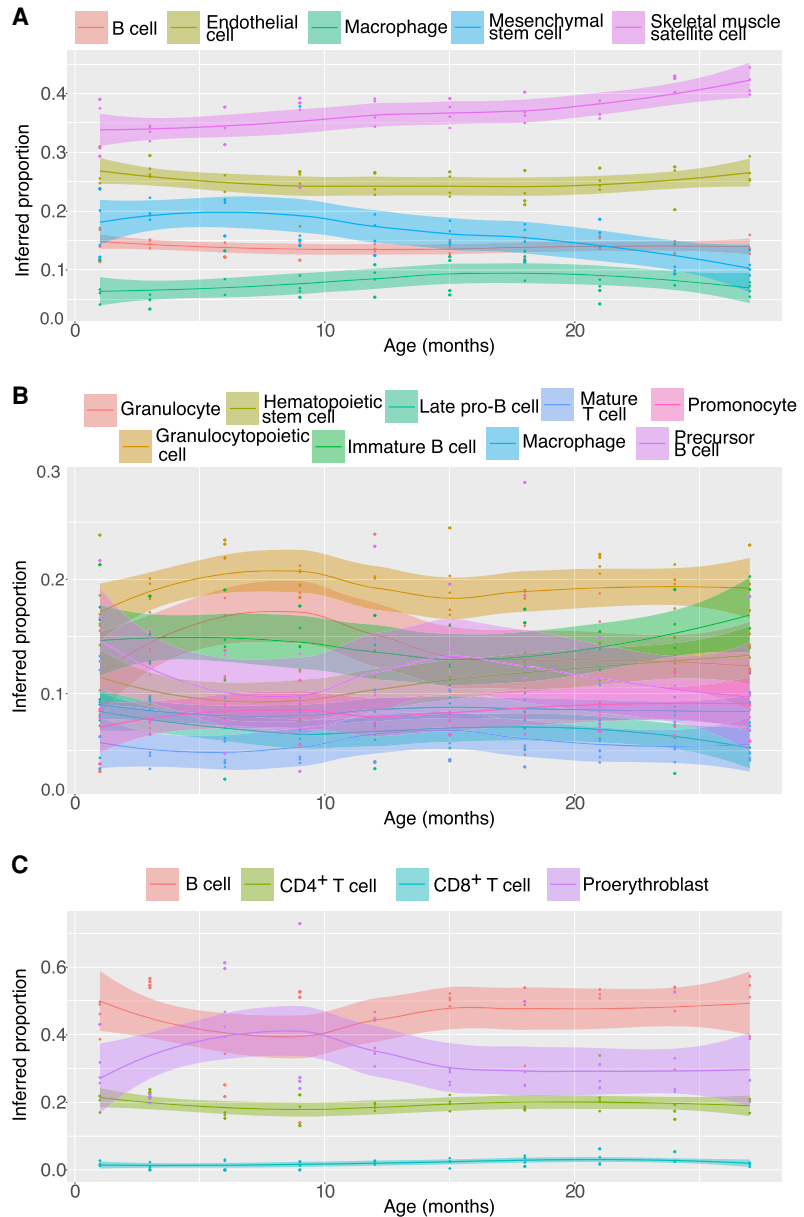 A
B cell
Endothelial
cell
Macrophage
Mesenchymal
stem cell
Skeletal muscle
satellite cell
Inferred proportion
0.4
0.3
0.2
0.1
0.0
0
10
20
Age (months)
B
Granulocyte
Hematopoietic
stem cell
Late pro-B cell
Mature
T cell
Promonocyte
Granulocytopoietic
cell
Immature B cell
Macrophage
Precursor
B cell
Inferred proportion
0.3
0.2
0.1
0.0
0
10
20
Age (months)
C
B cell
CD4+ T cell
CD8+ T cell
Proerythroblast
Inferred proportion
0.6
0.4
0.2
0.0
0
10
20
Age (months)